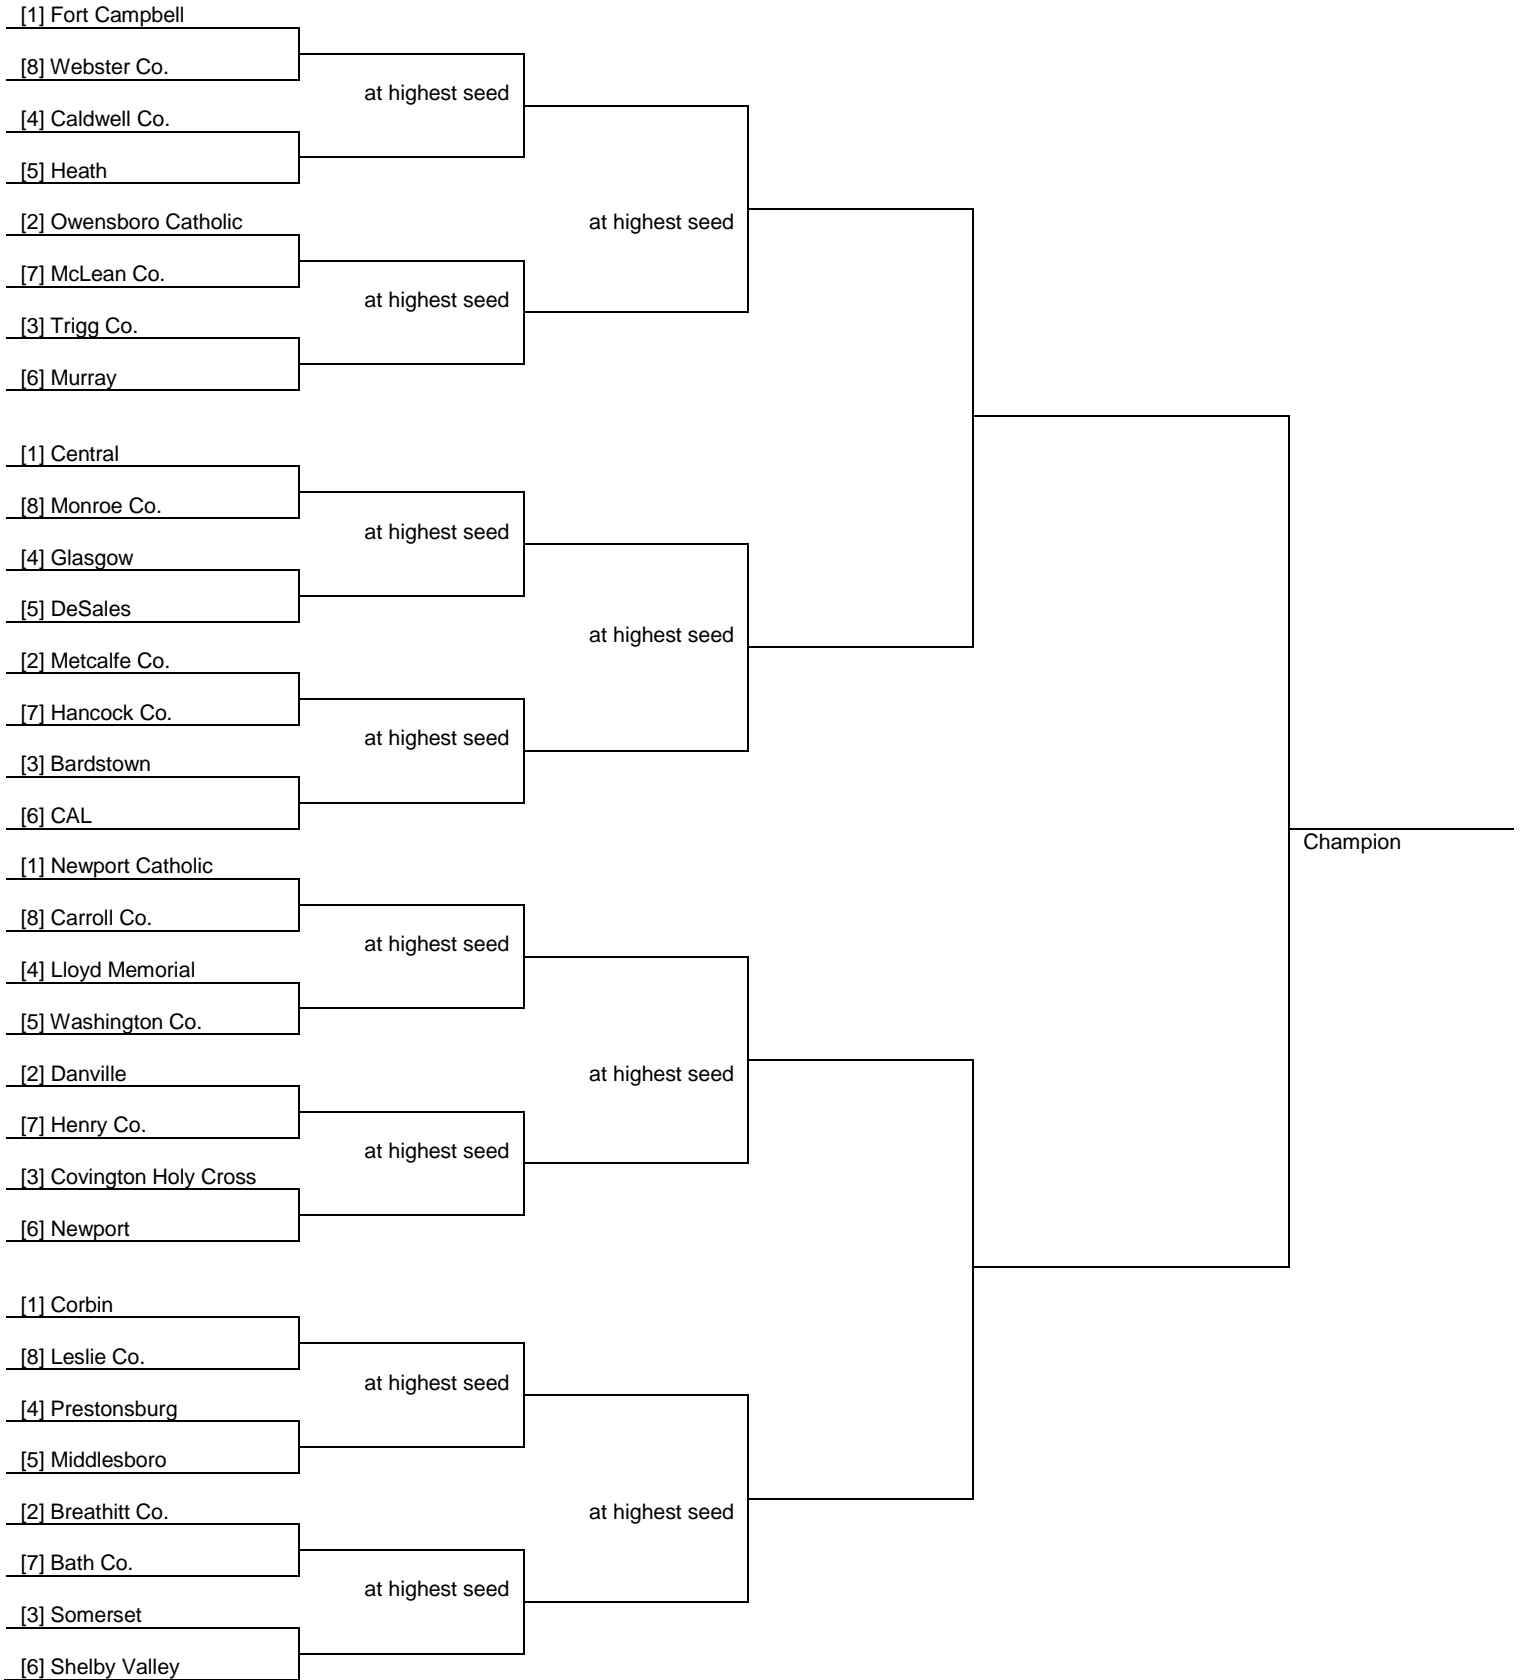 [1] Fort Campbell
[8] Webster Co.
at highest seed
[4] Caldwell Co.
[5] Heath
[2] Owensboro Catholic
at highest seed
[7] McLean Co.
at highest seed
[3] Trigg Co.
[6] Murray
[1] Central
[8] Monroe Co.
at highest seed
[4] Glasgow
[5] DeSales
at highest seed
[2] Metcalfe Co.
[7] Hancock Co.
at highest seed
[3] Bardstown
[6] CAL
Champion
[1] Newport Catholic
[8] Carroll Co.
at highest seed
[4] Lloyd Memorial
[5] Washington Co.
[2] Danville
at highest seed
[7] Henry Co.
at highest seed
[3] Covington Holy Cross
[6] Newport
[1] Corbin
[8] Leslie Co.
at highest seed
[4] Prestonsburg
[5] Middlesboro
[2] Breathitt Co.
at highest seed
[7] Bath Co.
at highest seed
[3] Somerset
[6] Shelby Valley